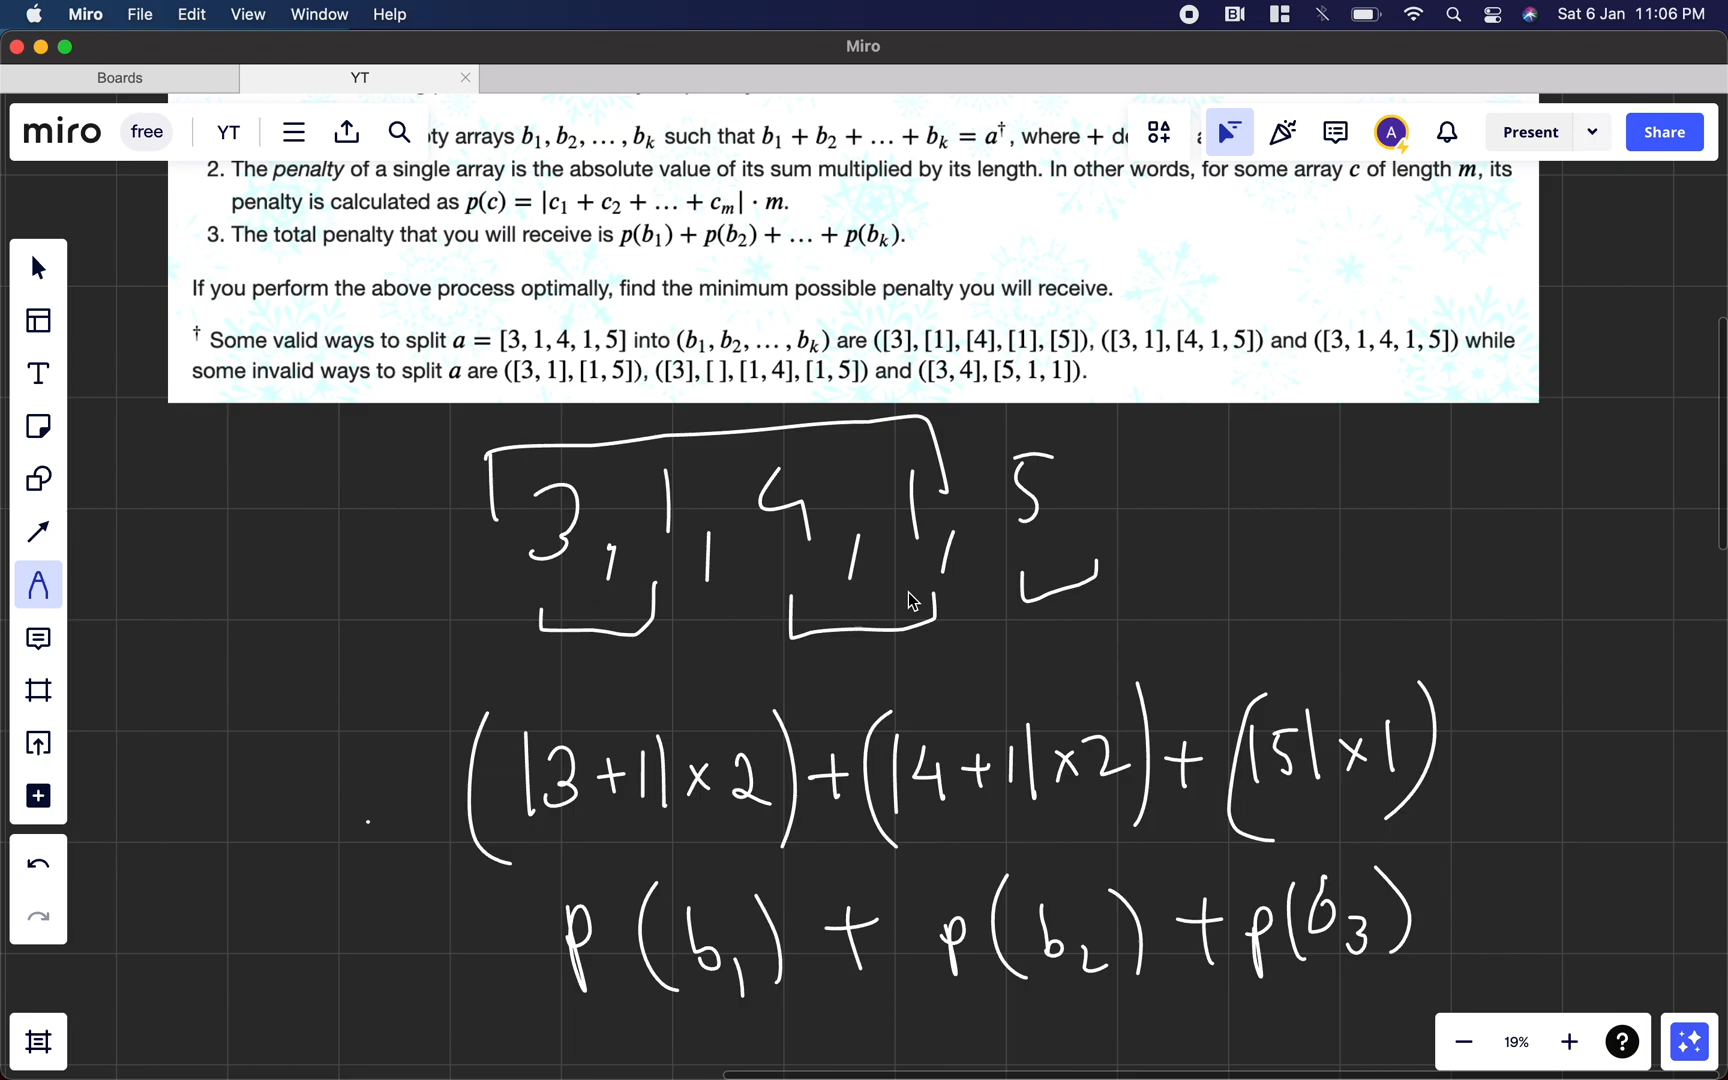 Miro File Edit View Window Help Sat 6 Jan 11:06 PM
Miro
Boards YT
miro free YT Present Share
pty arrays b₁, b₂, …, bₖ such that b₁ + b₂ + … + bₖ = a†, where + de
2. The penalty of a single array is the absolute value of its sum multiplied by its length. In other words, for some array c of length m, its
penalty is calculated as p(c) = |c₁ + c₂ + … + cₘ| · m.
3. The total penalty that you will receive is p(b₁) + p(b₂) + … + p(bₖ).
If you perform the above process optimally, find the minimum possible penalty you will receive.
† Some valid ways to split a = [3, 1, 4, 1, 5] into (b₁, b₂, …, bₖ) are ([3], [1], [4], [1], [5]), ([3, 1], [4, 1, 5]) and ([3, 1, 4, 1, 5]) while
some invalid ways to split a are ([3, 1], [1, 5]), ([3], [ ], [1, 4], [1, 5]) and ([3, 4], [5, 1, 1]).
3, 1, 4, 1, 5
(|3+1| × 2) + (|4+1| × 2) + (|5| × 1)
p(b₁) + p(b₂) + p(b₃)
19%